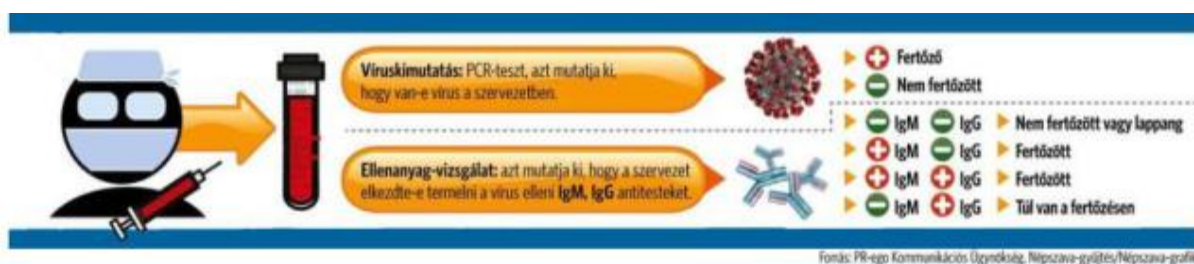 Víruskimutatás: PCR-teszt, azt mutatja ki,
hogy van-e vírus a szervezetben.
Fertőző
Nem fertőzött
Ellenanyag-vizsgálat: azt mutatja ki, hogy a szervezet
elkezdte-e termelni a vírus elleni IgM, IgG antitesteket.
IgM IgG Nem fertőzött vagy lappang
IgM IgG Fertőzött
IgM IgG Fertőzött
IgM IgG Túl van a fertőzésen
Forrás: PR-ego Kommunikációs Ügynökség, Népszava-gyűjtés/Népszava-grafik